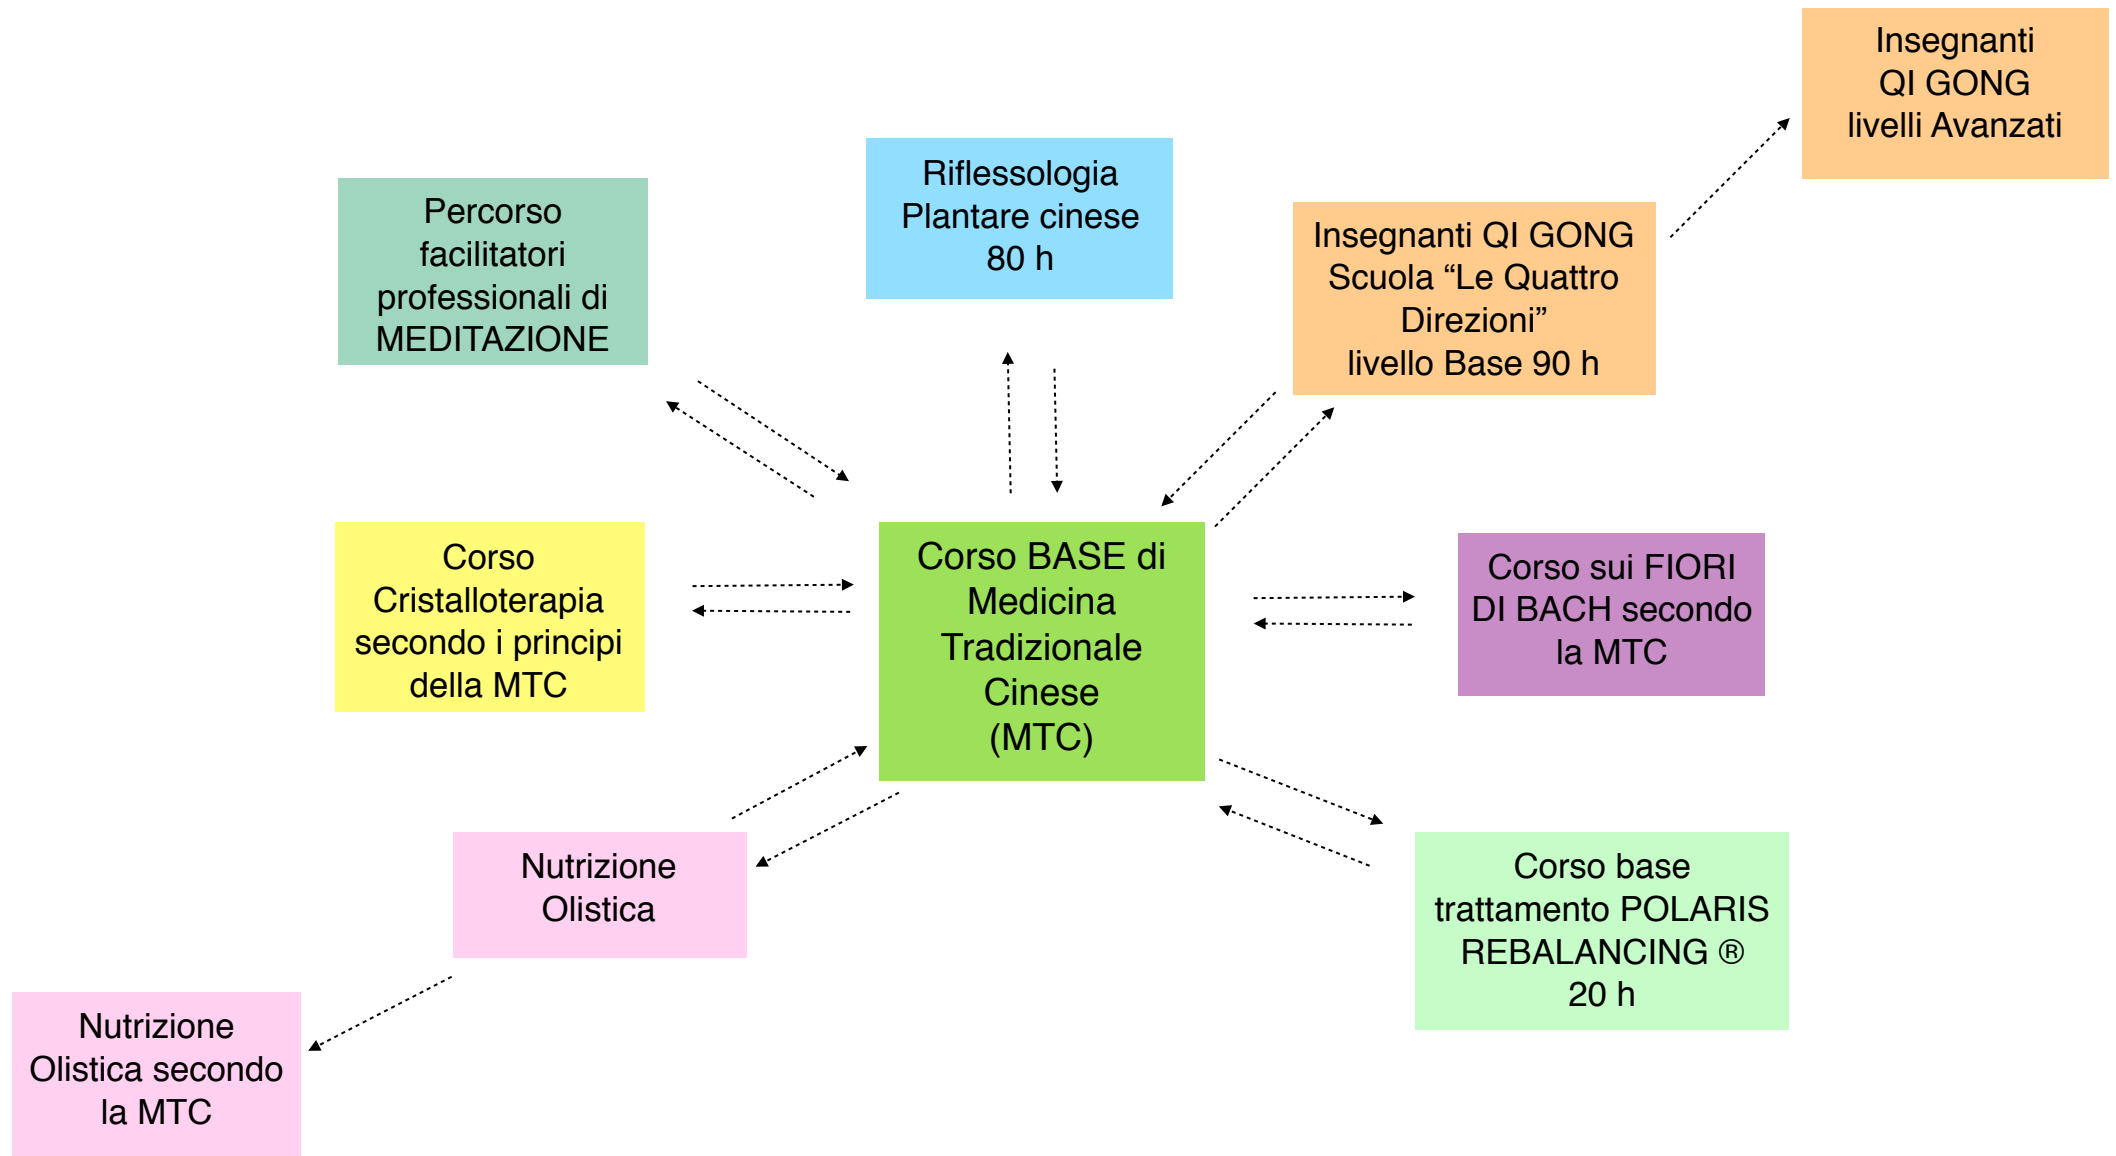 Insegnanti
QI GONG
livelli Avanzati
Riflessologia
Plantare cinese
80 h
Percorso
facilitatori
professionali di
MEDITAZIONE
Insegnanti QI GONG
Scuola “Le Quattro
Direzioni”
livello Base 90 h
Corso
Cristalloterapia
secondo i principi
della MTC
Corso BASE di
Medicina
Tradizionale
Cinese
(MTC)
Corso sui FIORI
DI BACH secondo
la MTC
Nutrizione
Olistica
Corso base
trattamento POLARIS
REBALANCING ®
20 h
Nutrizione
Olistica secondo
la MTC